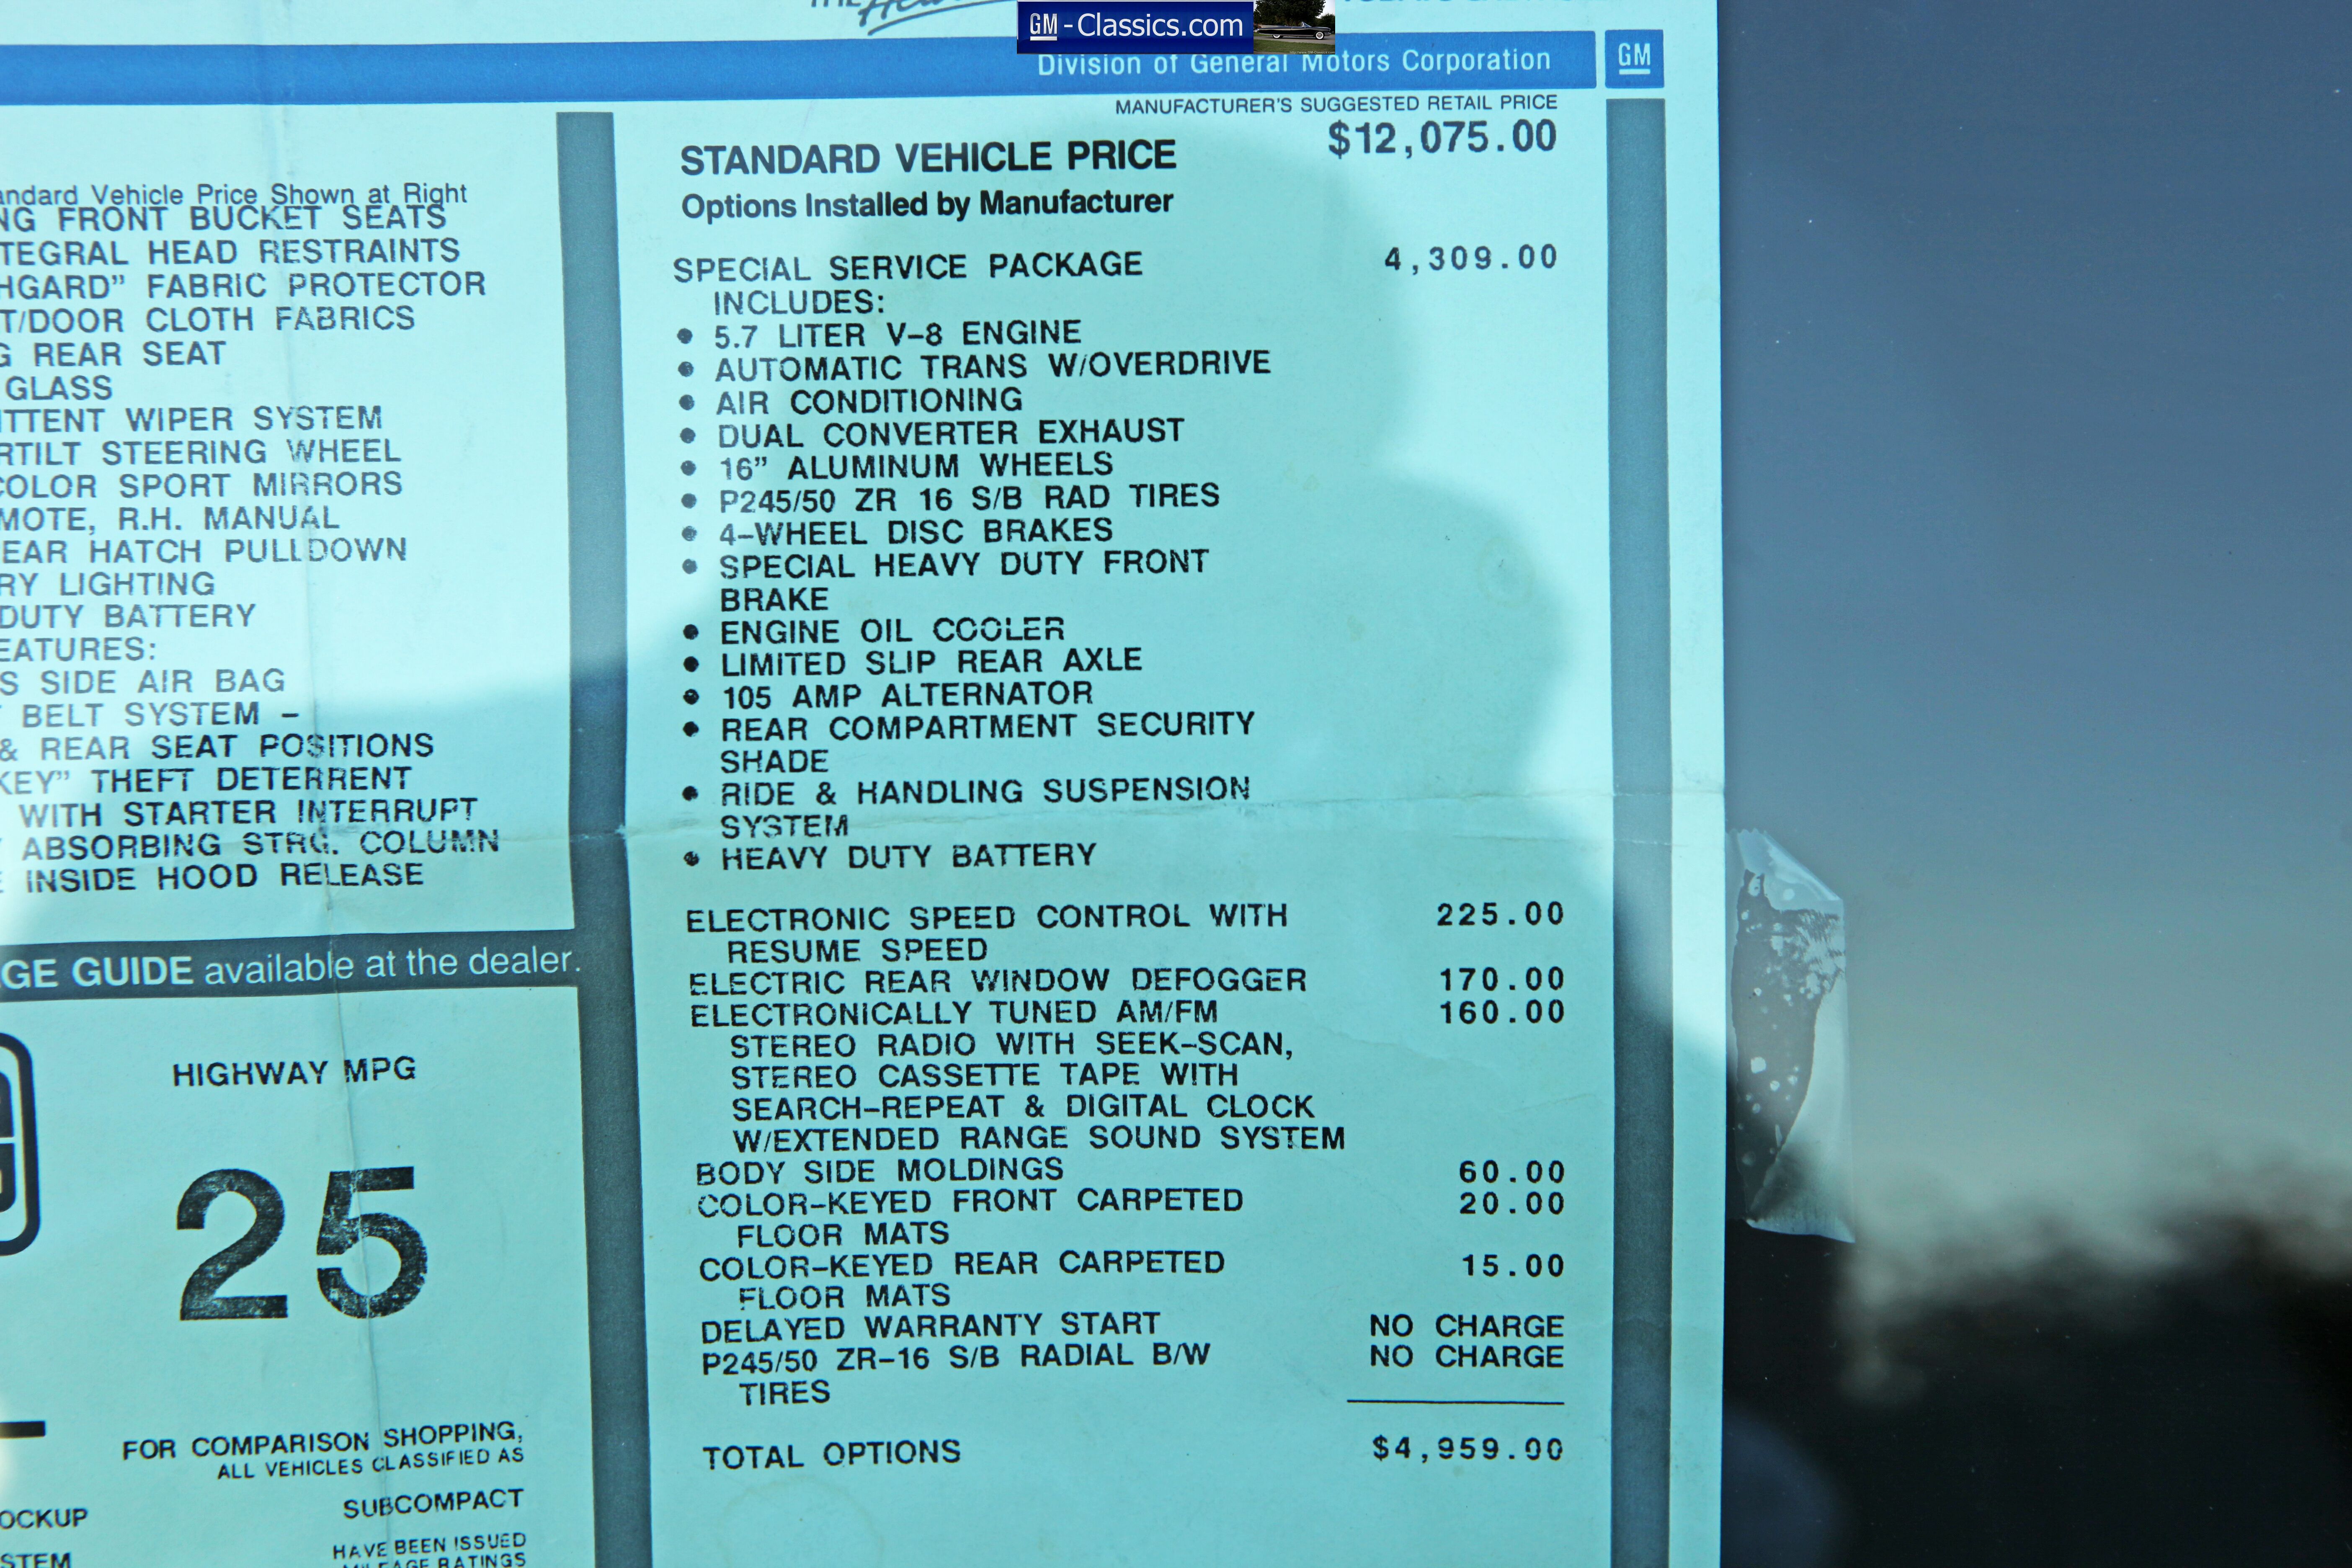 THE
GM-Classics.com
Division of General Motors Corporation
GM
Standard Vehicle Price Shown at Right
FRONT BUCKET SEATS
HEAD RESTRAINTS
FABRIC PROTECTOR
T/DOOR CLOTH FABRICS
REAR SEAT
GLASS
WIPER SYSTEM
STEERING WHEEL
COLOR SPORT MIRRORS
MOTE, R.H. MANUAL
EAR HATCH PULLDOWN
RY LIGHTING
DUTY BATTERY
EATURES:
S SIDE AIR BAG
BELT SYSTEM –
& REAR SEAT POSITIONS
KEY" THEFT DETERRENT
WITH STARTER INTERRUPT
ABSORBING STRG. COLUMN
INSIDE HOOD RELEASE
GE GUIDE available at the dealer.
HIGHWAY MPG
25
FOR COMPARISON SHOPPING,
ALL VEHICLES CLASSIFIED AS
SUBCOMPACT
HAVE BEEN ISSUED
MILEAGE RATINGS
OCKUP
STEM
MANUFACTURER'S SUGGESTED RETAIL PRICE
STANDARD VEHICLE PRICE $12,075.00
Options Installed by Manufacturer
SPECIAL SERVICE PACKAGE 4,309.00
INCLUDES:
• 5.7 LITER V-8 ENGINE
• AUTOMATIC TRANS W/OVERDRIVE
• AIR CONDITIONING
• DUAL CONVERTER EXHAUST
• 16" ALUMINUM WHEELS
• P245/50 ZR 16 S/B RAD TIRES
• 4-WHEEL DISC BRAKES
• SPECIAL HEAVY DUTY FRONT
BRAKE
• ENGINE OIL COOLER
• LIMITED SLIP REAR AXLE
• 105 AMP ALTERNATOR
• REAR COMPARTMENT SECURITY
SHADE
• RIDE & HANDLING SUSPENSION
SYSTEM
• HEAVY DUTY BATTERY
ELECTRONIC SPEED CONTROL WITH 225.00
RESUME SPEED
ELECTRIC REAR WINDOW DEFOGGER 170.00
ELECTRONICALLY TUNED AM/FM 160.00
STEREO RADIO WITH SEEK-SCAN,
STEREO CASSETTE TAPE WITH
SEARCH-REPEAT & DIGITAL CLOCK
W/EXTENDED RANGE SOUND SYSTEM
BODY SIDE MOLDINGS 60.00
COLOR-KEYED FRONT CARPETED 20.00
FLOOR MATS
COLOR-KEYED REAR CARPETED 15.00
FLOOR MATS
DELAYED WARRANTY START NO CHARGE
P245/50 ZR-16 S/B RADIAL B/W NO CHARGE
TIRES
TOTAL OPTIONS $4,959.00